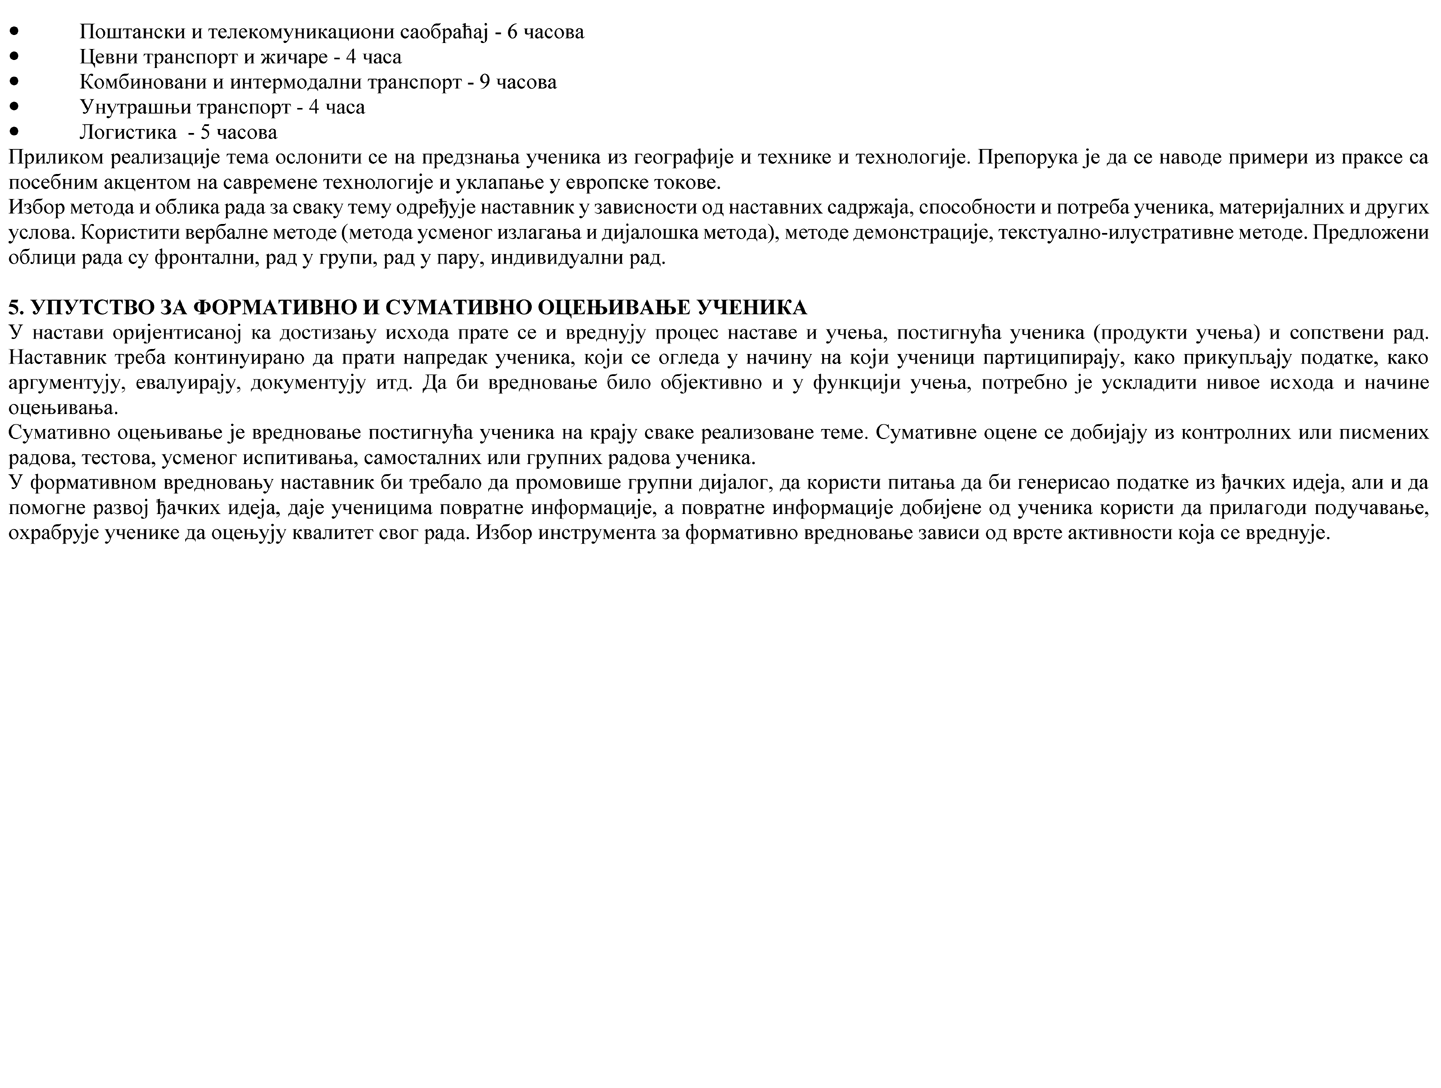 • Поштански и телекомуникациони саобраћај - 6 часова
• Цевни транспорт и жичаре - 4 часа
• Комбиновани и интермодални транспорт - 9 часова
• Унутрашњи транспорт - 4 часа
• Логистика - 5 часова
Приликом реализације тема ослонити се на предзнања ученика из географије и технике и технологије. Препорука је да се наводе примери из праксе са
посебним акцентом на савремене технологије и уклапање у европске токове.
Избор метода и облика рада за сваку тему одређује наставник у зависности од наставних садржаја, способности и потреба ученика, материјалних и других
услова. Користити вербалне методе (метода усменог излагања и дијалошка метода), методе демонстрације, текстуално-илустративне методе. Предложени
облици рада су фронтални, рад у групи, рад у пару, индивидуални рад.
5. УПУТСТВО ЗА ФОРМАТИВНО И СУМАТИВНО ОЦЕЊИВАЊЕ УЧЕНИКА
У настави оријентисаној ка достизању исхода прате се и вреднују процес наставе и учења, постигнућа ученика (продукти учења) и сопствени рад.
Наставник треба континуирано да прати напредак ученика, који се огледа у начину на који ученици партиципирају, како прикупљају податке, како
аргументују, евалуирају, документују итд. Да би вредновање било објективно и у функцији учења, потребно је ускладити нивое исхода и начине
оцењивања.
Сумативно оцењивање је вредновање постигнућа ученика на крају сваке реализоване теме. Сумативне оцене се добијају из контролних или писмених
радова, тестова, усменог испитивања, самосталних или групних радова ученика.
У формативном вредновању наставник би требало да промовише групни дијалог, да користи питања да би генерисао податке из ђачких идеја, али и да
помогне развој ђачких идеја, даје ученицима повратне информације, а повратне информације добијене од ученика користи да прилагоди подучавање,
охрабрује ученике да оцењују квалитет свог рада. Избор инструмента за формативно вредновање зависи од врсте активности која се вреднује.